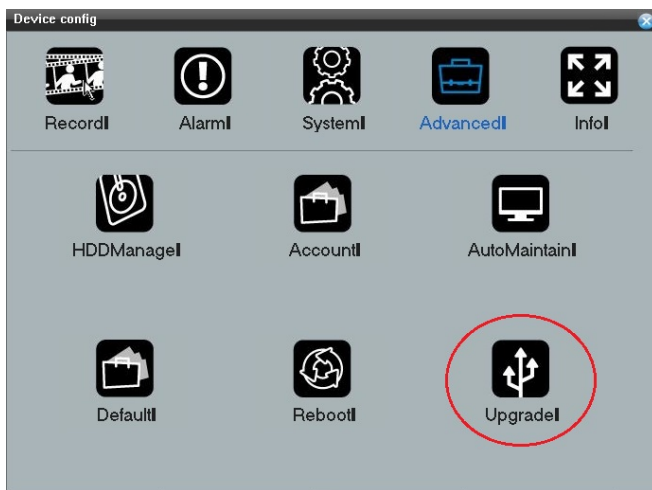 Device config
Record Alarm System Advanced Info
HDDManage Account AutoMaintain
Default Reboot Upgrade